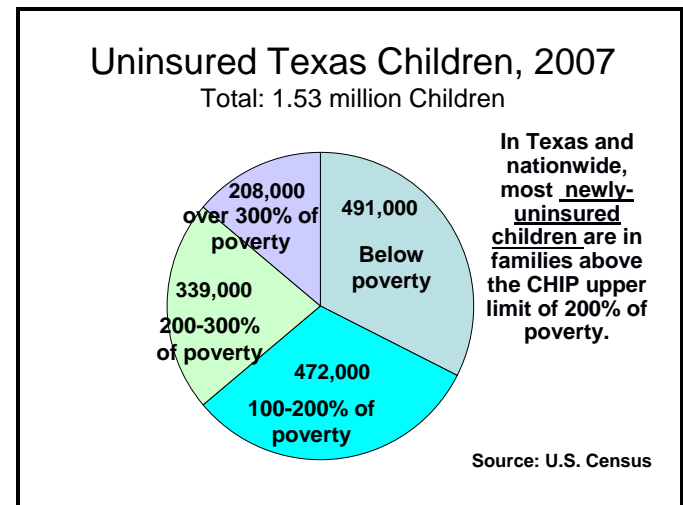 Uninsured Texas Children, 2007
Total: 1.53 million Children
In Texas and
nationwide,
most newly-
uninsured
children are in
families above
the CHIP upper
limit of 200% of
poverty.
208,000
over 300% of
poverty
491,000
Below
poverty
339,000
200-300%
of poverty
472,000
100-200% of
poverty
Source: U.S. Census